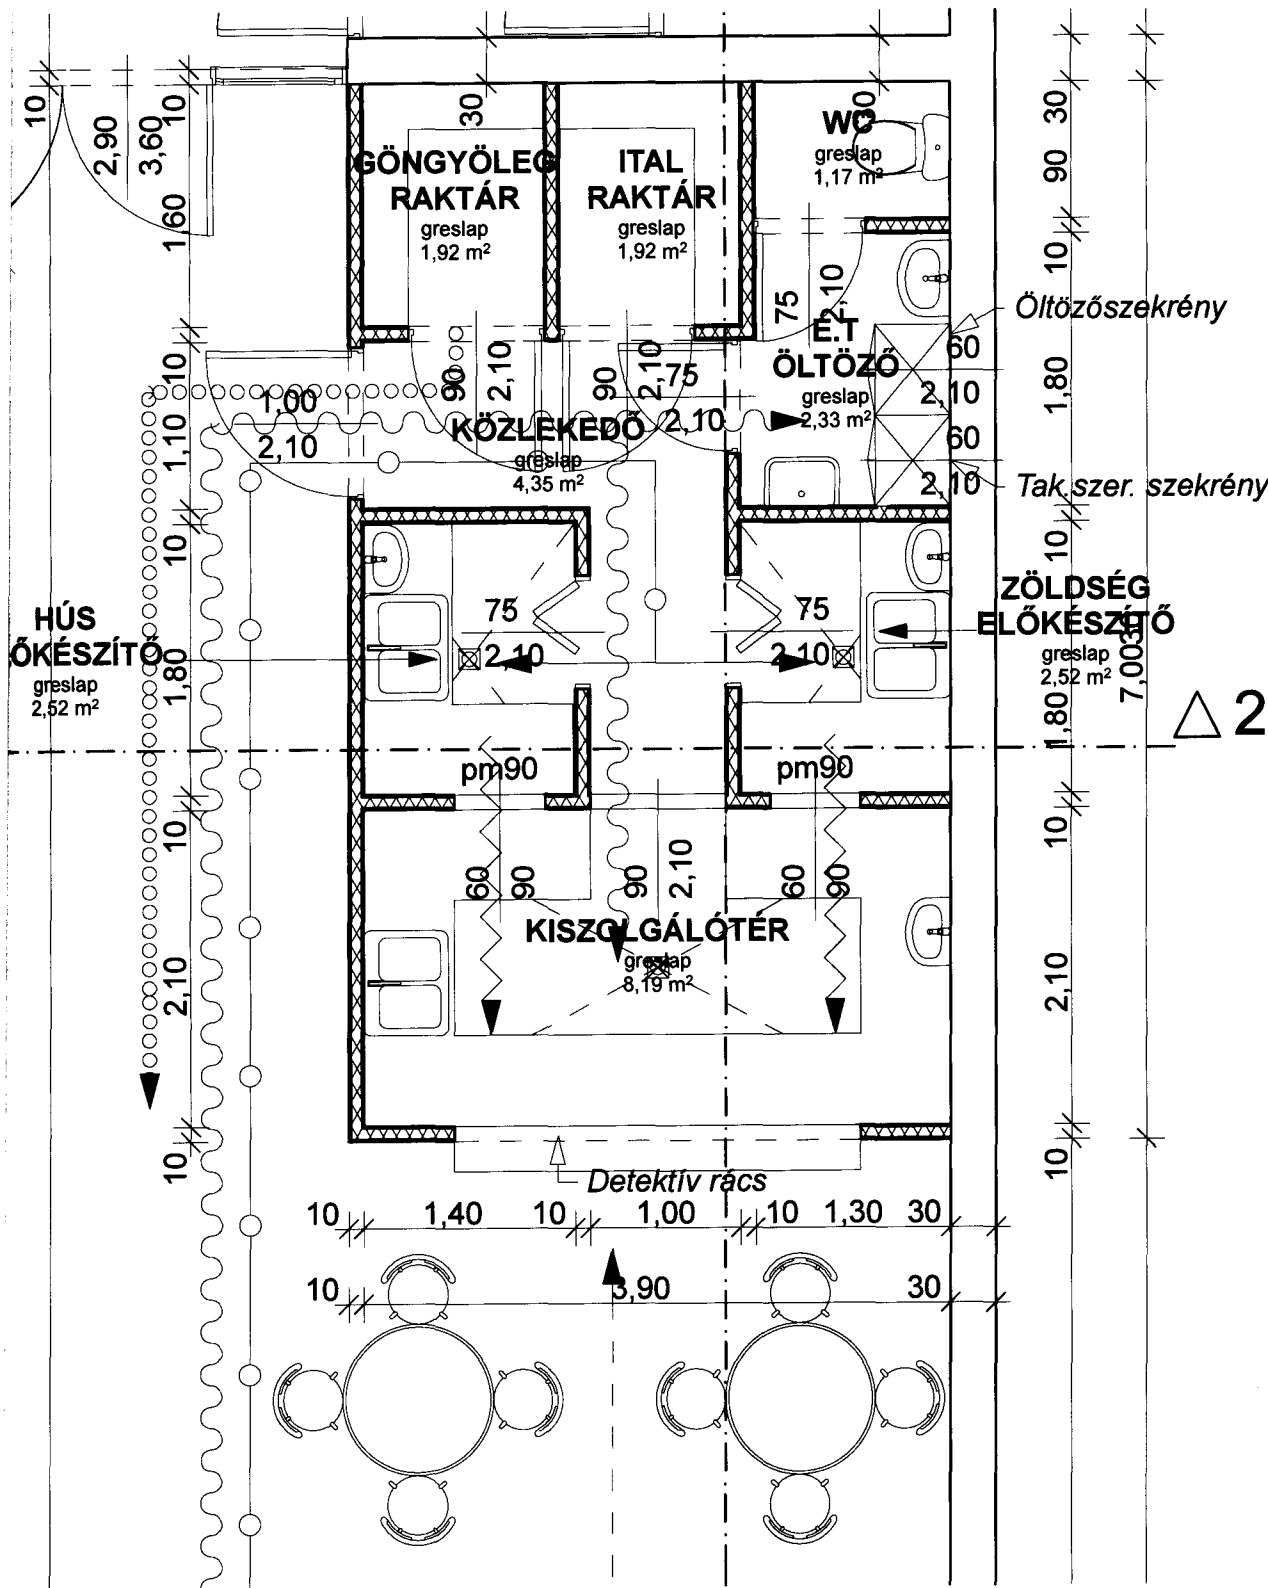 10
2,90
3,60
10
30
30
GÖNGYÖLEG
RAKTÁR
greslap
1,92 m²
ITAL
RAKTÁR
greslap
1,92 m²
WC
greslap
1,17 m²
30
90
10
1,60
75
2,10
Öltözőszekrény
É.T
ÖLTÖZŐ
greslap
2,33 m²
60
2,10
60
2,10
1,80
10
1,10
10
1,00
2,10
90
2,10
90
2,10
75
2,10
KÖZLEKEDŐ
greslap
4,35 m²
Tak.szer. szekrény
10
HÚS
ŐKÉSZÍTŐ
greslap
2,52 m²
1,80
75
2,10
75
2,10
ZÖLDSÉG
ELŐKÉSZÍTŐ
greslap
2,52 m²
7,00
30
1,80
2
pm90
pm90
10
10
60
90
90
2,10
60
90
KISZOLGÁLÓTÉR
greslap
8,19 m²
2,10
2,10
10
10
Detektív rács
10
1,40
10
1,00
10
1,30
30
10
3,90
30